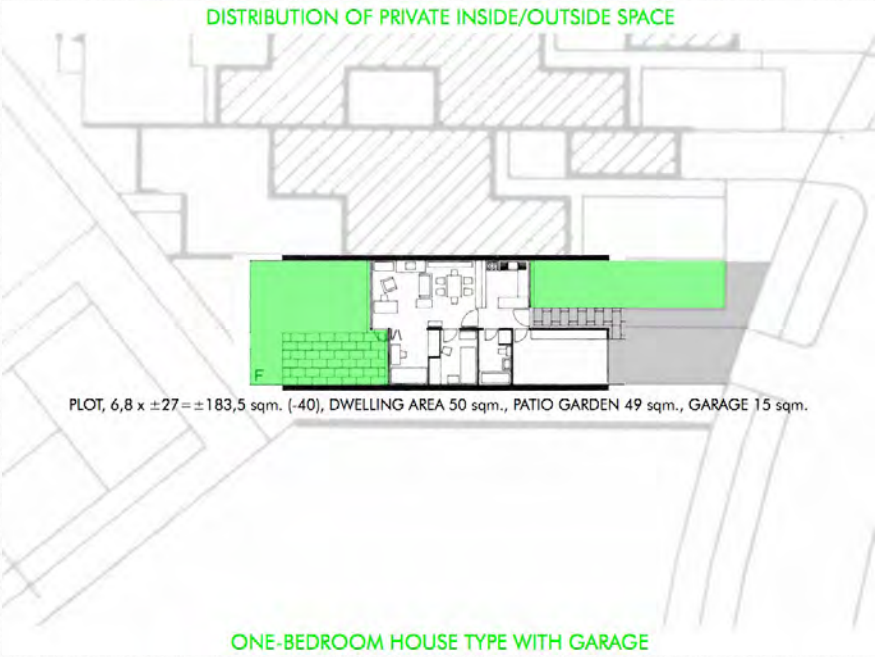 DISTRIBUTION OF PRIVATE INSIDE/OUTSIDE SPACE
F
PLOT, 6,8 x ±27=±183,5 sqm. (-40), DWELLING AREA 50 sqm., PATIO GARDEN 49 sqm., GARAGE 15 sqm.
ONE-BEDROOM HOUSE TYPE WITH GARAGE